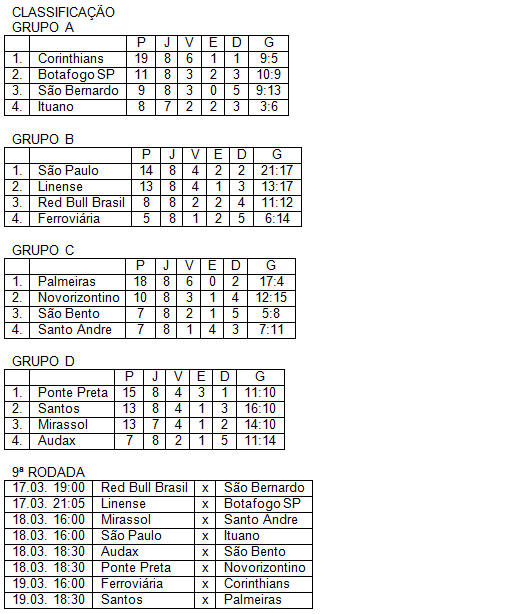 CLASSIFICAÇÃO
GRUPO A
P J V E D G
1. Corinthians 19 8 6 1 1 9:5
2. Botafogo SP 11 8 3 2 3 10:9
3. São Bernardo 9 8 3 0 5 9:13
4. Ituano 8 7 2 2 3 3:6
GRUPO B
P J V E D G
1. São Paulo 14 8 4 2 2 21:17
2. Linense 13 8 4 1 3 13:17
3. Red Bull Brasil 8 8 2 2 4 11:12
4. Ferroviária 5 8 1 2 5 6:14
GRUPO C
P J V E D G
1. Palmeiras 18 8 6 0 2 17:4
2. Novorizontino 10 8 3 1 4 12:15
3. São Bento 7 8 2 1 5 5:8
4. Santo Andre 7 8 1 4 3 7:11
GRUPO D
P J V E D G
1. Ponte Preta 15 8 4 3 1 11:10
2. Santos 13 8 4 1 3 16:10
3. Mirassol 13 7 4 1 2 14:10
4. Audax 7 8 2 1 5 11:14
9ª RODADA
17.03. 19:00 Red Bull Brasil x São Bernardo
17.03. 21:05 Linense x Botafogo SP
18.03. 16:00 Mirassol x Santo Andre
18.03. 16:00 São Paulo x Ituano
18.03. 18:30 Audax x São Bento
18.03. 18:30 Ponte Preta x Novorizontino
19.03. 16:00 Ferroviária x Corinthians
19.03. 18:30 Santos x Palmeiras